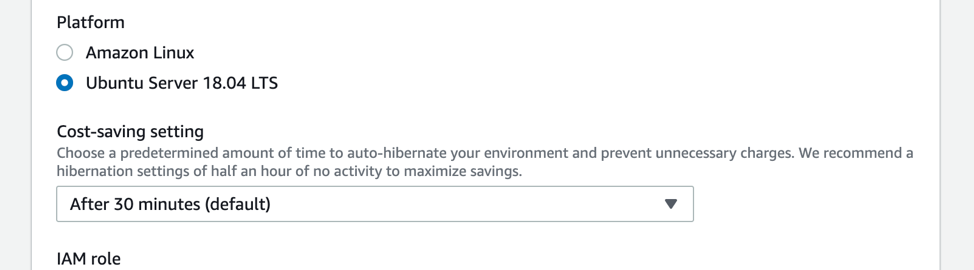 Platform
Amazon Linux
Ubuntu Server 18.04 LTS
Cost-saving setting
Choose a predetermined amount of time to auto-hibernate your environment and prevent unnecessary charges. We recommend a
hibernation settings of half an hour of no activity to maximize savings.
After 30 minutes (default)
IAM role